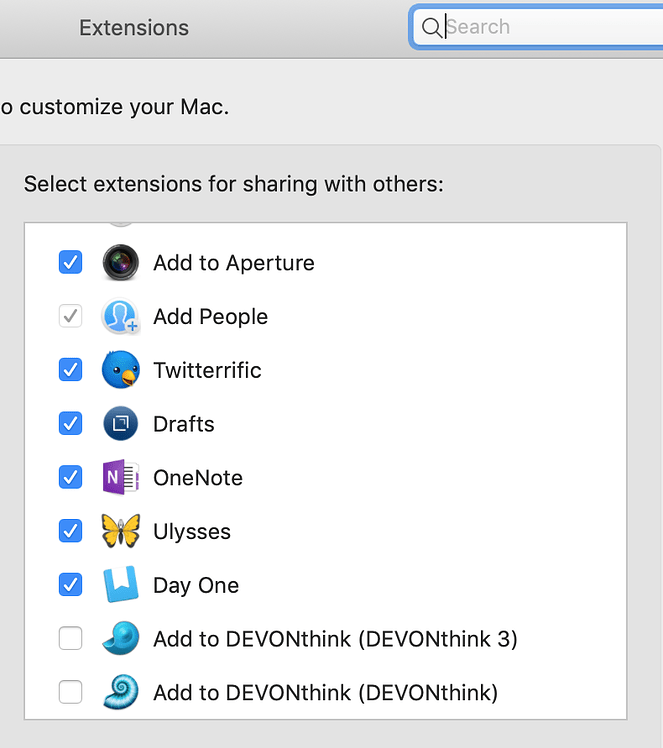 Extensions
Search
o customize your Mac.
Select extensions for sharing with others:
Add to Aperture
Add People
Twitterrific
Drafts
N
OneNote
Ulysses
Day One
Add to DEVONthink (DEVONthink 3)
Add to DEVONthink (DEVONthink)